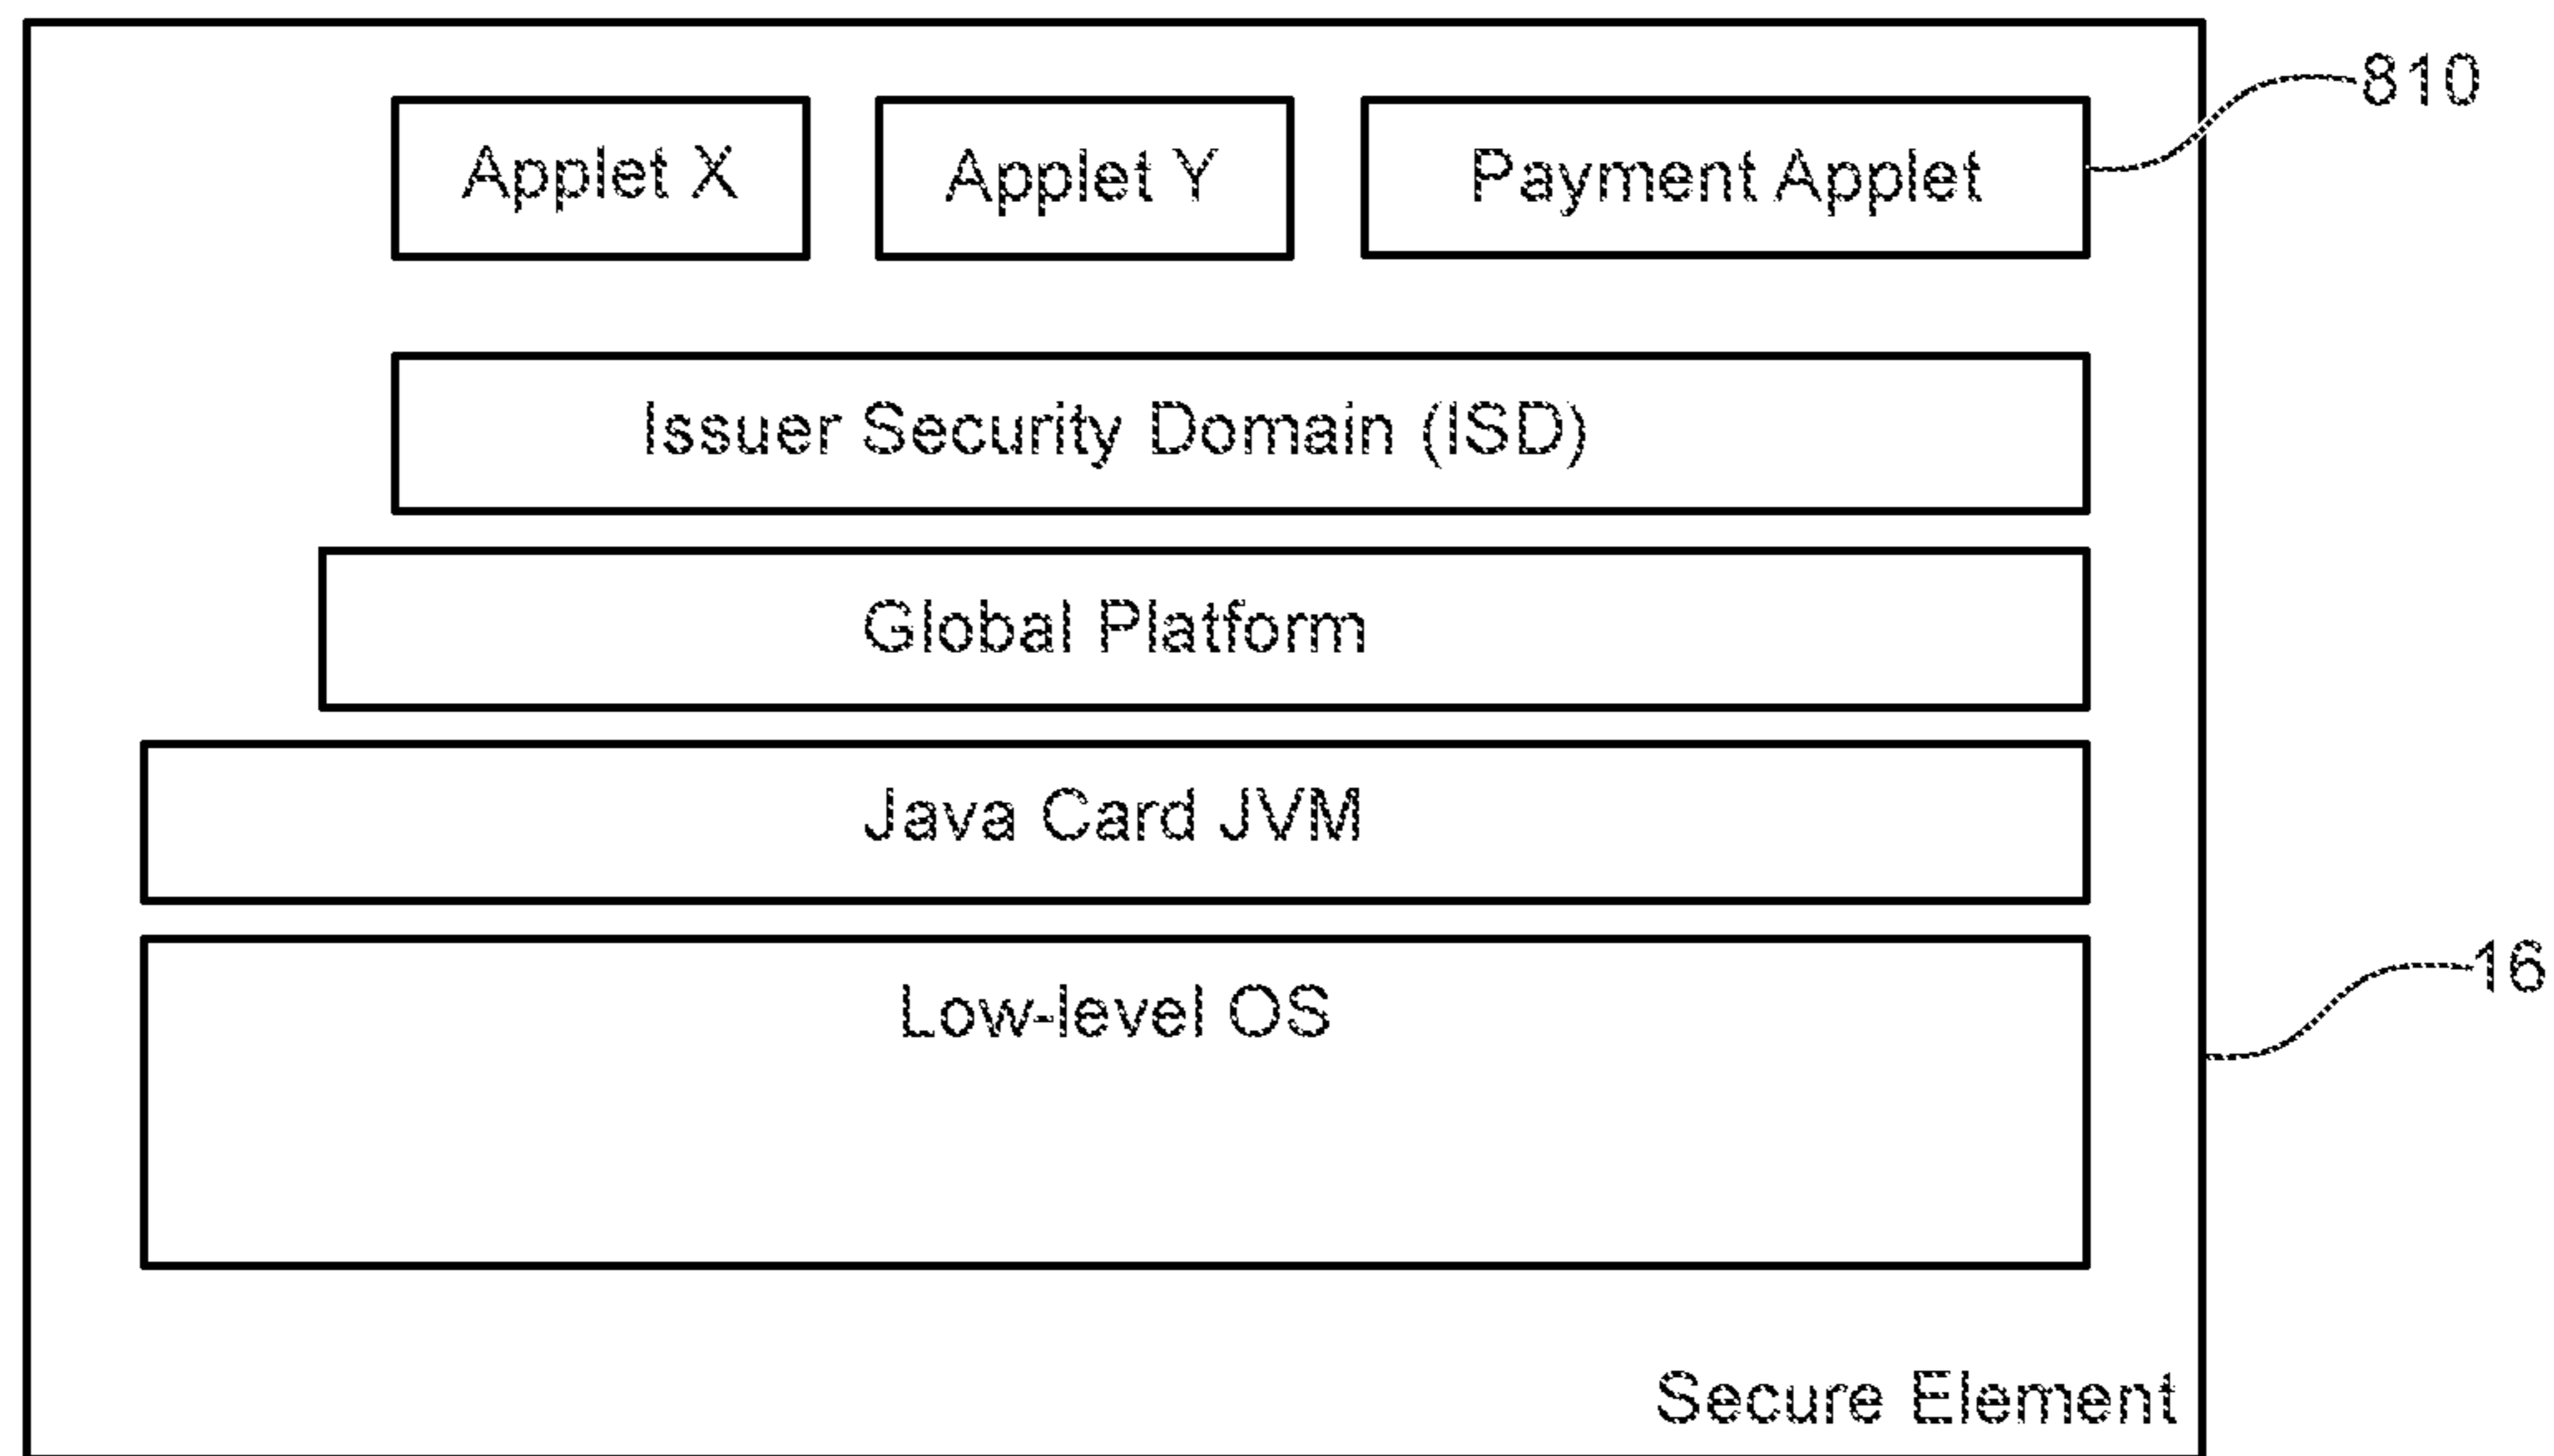 810
Applet X
Applet Y
Payment Applet
Issuer Security Domain (ISD)
Global Platform
Java Card JVM
Low-level OS
16
Secure Element